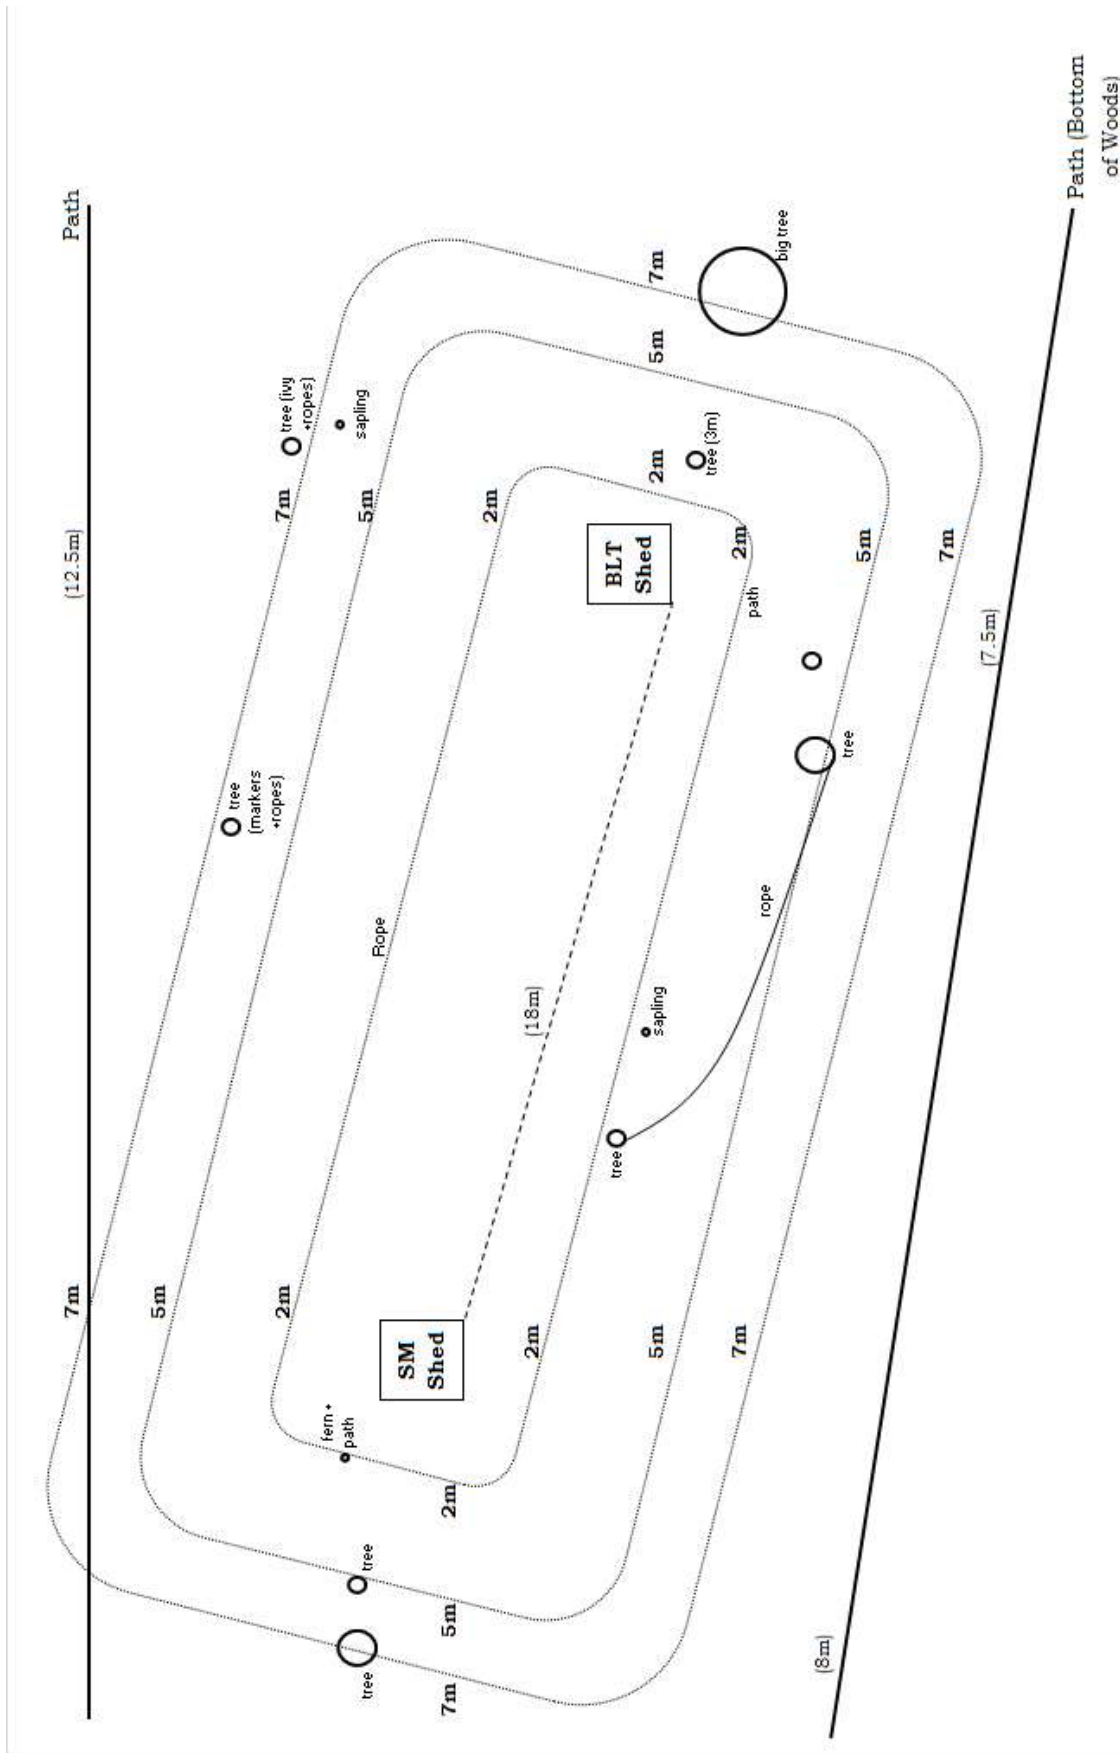 Path
(12.5m)
7m
5m
2m
7m
5m
2m
7m
5m
2m
tree (ivy
+ropes)
sapling
big tree
tree (3m)
BLT
Shed
2m
5m
7m
path
tree
(markers
+ropes)
Rope
(18m)
rope
tree
sapling
tree
SM
Shed
fern +
path
2m
5m
7m
2m
5m
7m
tree
tree
(7.5m)
(8m)
Path (Bottom
of Woods)